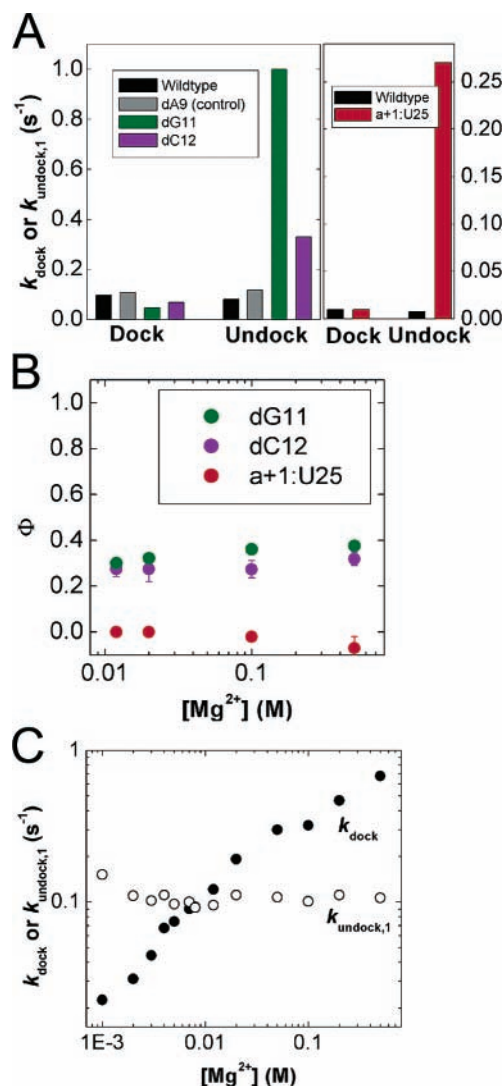 A
k_dock or k_undock,1 (s⁻¹)
1.0
0.8
0.6
0.4
0.2
0.0
Wildtype
dA9 (control)
dG11
dC12
Dock
Undock
Wildtype
a+1:U25
0.25
0.20
0.15
0.10
0.05
0.00
Dock
Undock
B
Φ
1.0
0.8
0.6
0.4
0.2
0.0
dG11
dC12
a+1:U25
0.01
0.1
[Mg²⁺] (M)
C
k_dock or k_undock,1 (s⁻¹)
1
0.1
k_dock
k_undock,1
1E-3
0.01
0.1
[Mg²⁺] (M)